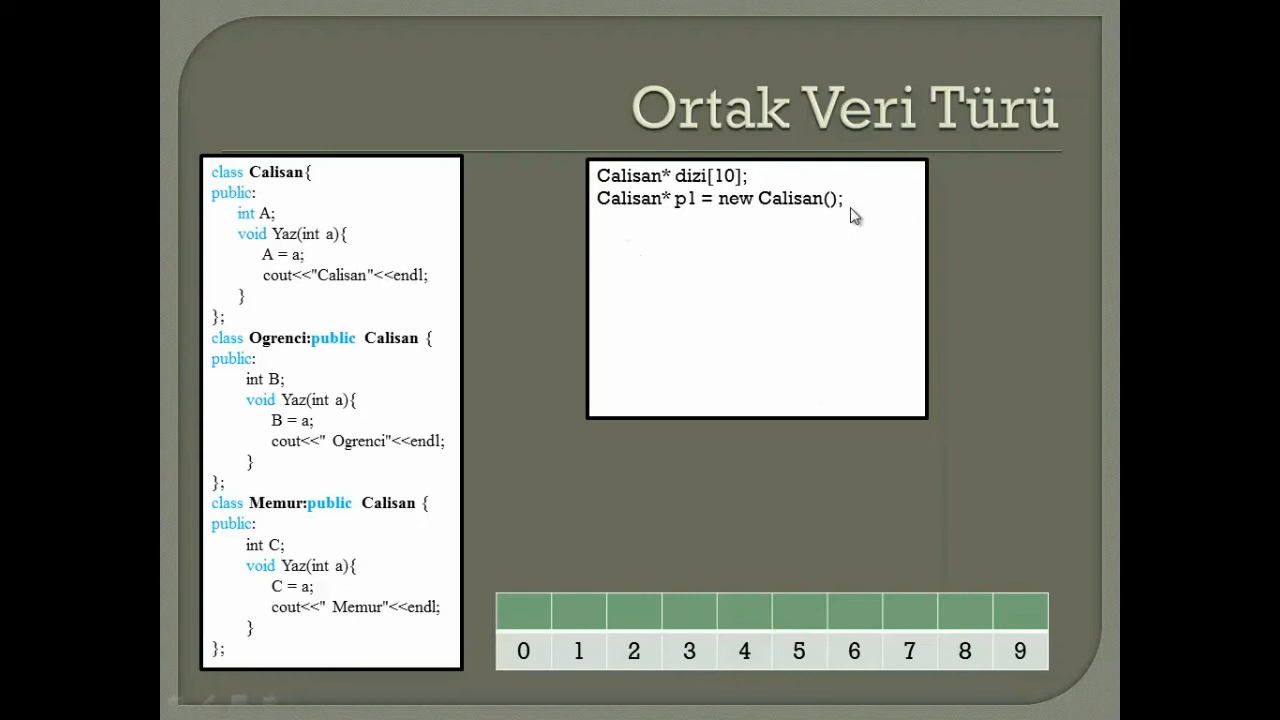 Ortak Veri Türü
class Calisan{
public:
int A;
void Yaz(int a){
A = a;
cout<<"Calisan"<<endl;
}
};
class Ogrenci:public Calisan {
public:
int B;
void Yaz(int a){
B = a;
cout<<" Ogrenci"<<endl;
}
};
class Memur:public Calisan {
public:
int C;
void Yaz(int a){
C = a;
cout<<" Memur"<<endl;
}
};
Calisan* dizi[10];
Calisan* p1 = new Calisan();
0 1 2 3 4 5 6 7 8 9